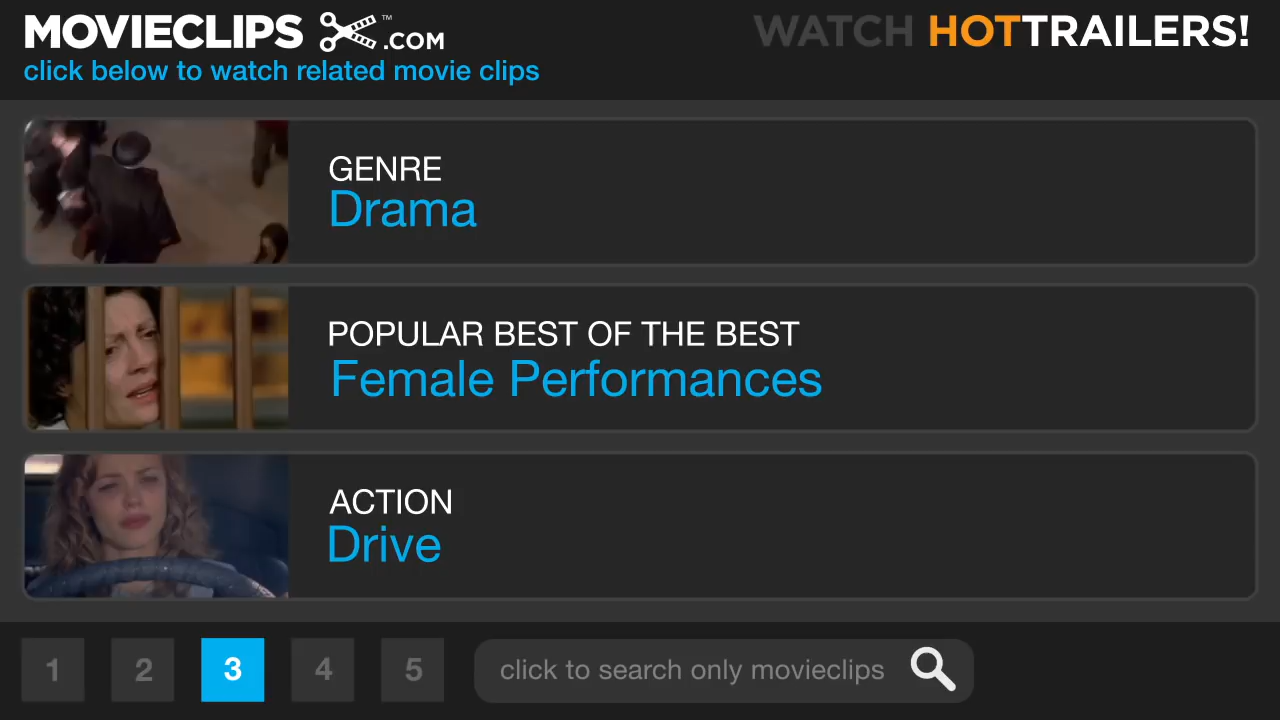 MOVIECLIPS ™ .COM
WATCH HOTTRAILERS!
click below to watch related movie clips
GENRE
Drama
POPULAR BEST OF THE BEST
Female Performances
ACTION
Drive
1 2 3 4 5 click to search only movieclips